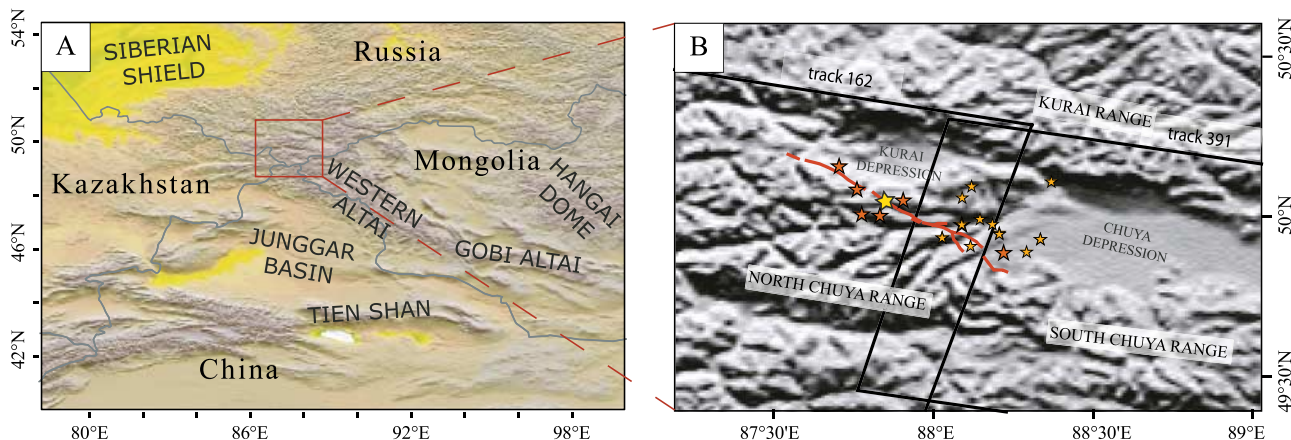 A
SIBERIAN
SHIELD
Russia
Kazakhstan
Mongolia
HANGAI
DOME
WESTERN
ALTAI
GOBI ALTAI
JUNGGAR
BASIN
TIEN SHAN
China
54°N
50°N
46°N
42°N
80°E
86°E
92°E
98°E
B
track 162
KURAI RANGE
track 391
KURAI
DEPRESSION
CHUYA
DEPRESSION
NORTH CHUYA RANGE
SOUTH CHUYA RANGE
50°30'N
50°N
49°30'N
87°30'E
88°E
88°30'E
89°E